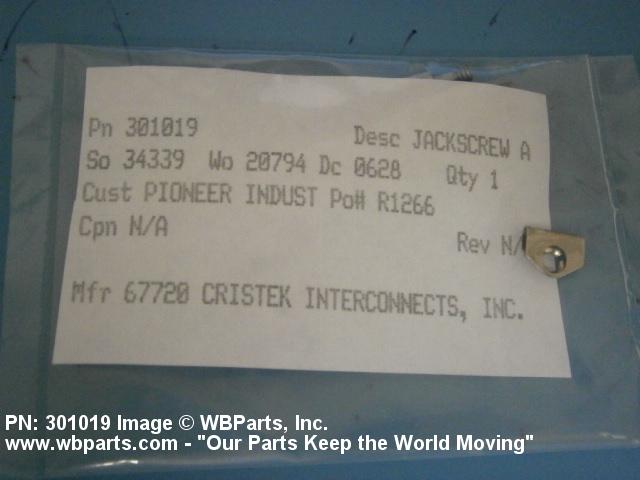 Pn 301019 Desc JACKSCREW A
So 34339 Wo 20794 Dc 0628 Qty 1
Cust PIONEER INDUST Po# R1266
Cpn N/A Rev N/
Mfr 67720 CRISTEK INTERCONNECTS, INC.
PN: 301019 Image © WBParts, Inc.
www.wbparts.com - "Our Parts Keep the World Moving"